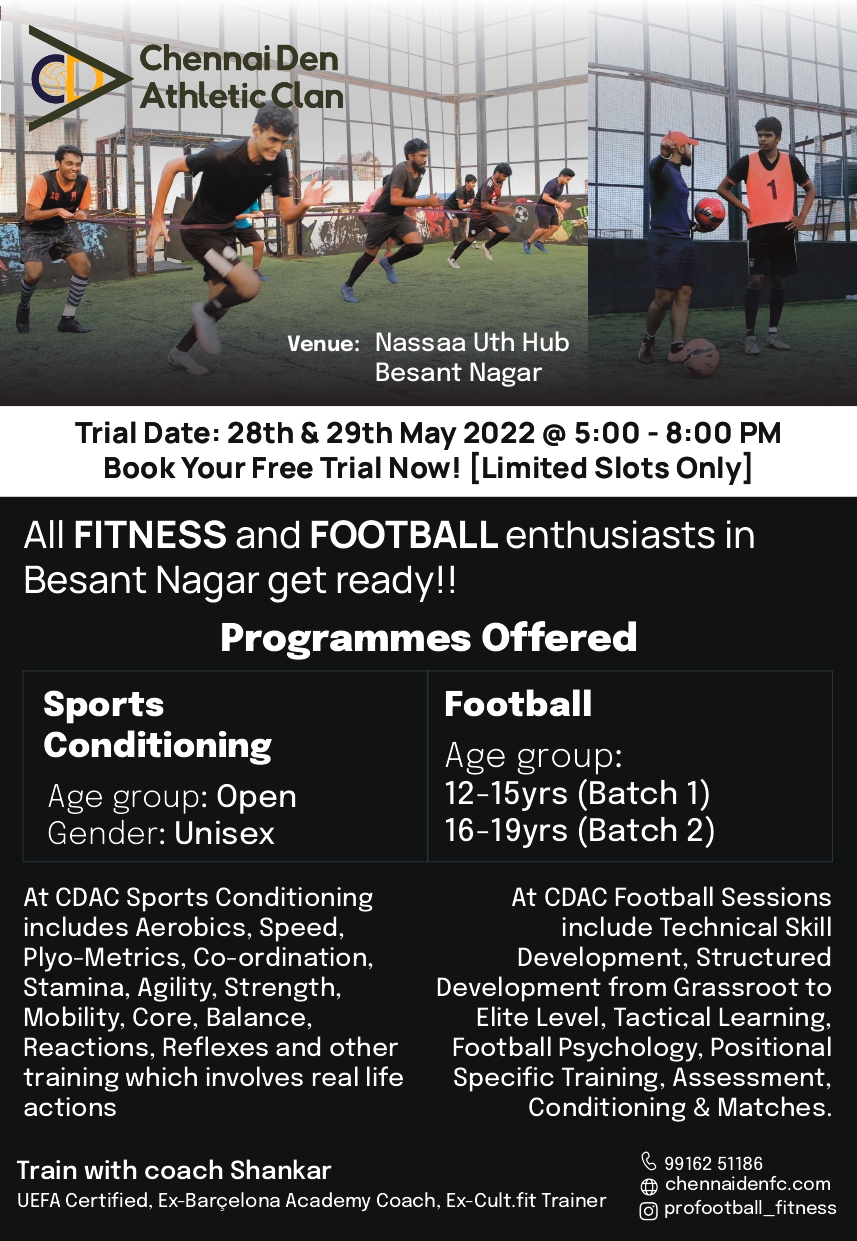 CD
Chennai Den
Athletic Clan
1
Venue: Nassaa Uth Hub
Besant Nagar
Trial Date: 28th & 29th May 2022 @ 5:00 - 8:00 PM
Book Your Free Trial Now! [Limited Slots Only]
All FITNESS and FOOTBALL enthusiasts in
Besant Nagar get ready!!
Programmes Offered
Sports
Conditioning
Age group: Open
Gender: Unisex
Football
Age group:
12-15yrs (Batch 1)
16-19yrs (Batch 2)
At CDAC Sports Conditioning
includes Aerobics, Speed,
Plyo-Metrics, Co-ordination,
Stamina, Agility, Strength,
Mobility, Core, Balance,
Reactions, Reflexes and other
training which involves real life
actions
At CDAC Football Sessions
include Technical Skill
Development, Structured
Development from Grassroot to
Elite Level, Tactical Learning,
Football Psychology, Positional
Specific Training, Assessment,
Conditioning & Matches.
Train with coach Shankar
UEFA Certified, Ex-Barçelona Academy Coach, Ex-Cult.fit Trainer
99162 51186
chennaidenfc.com
profootball_fitness